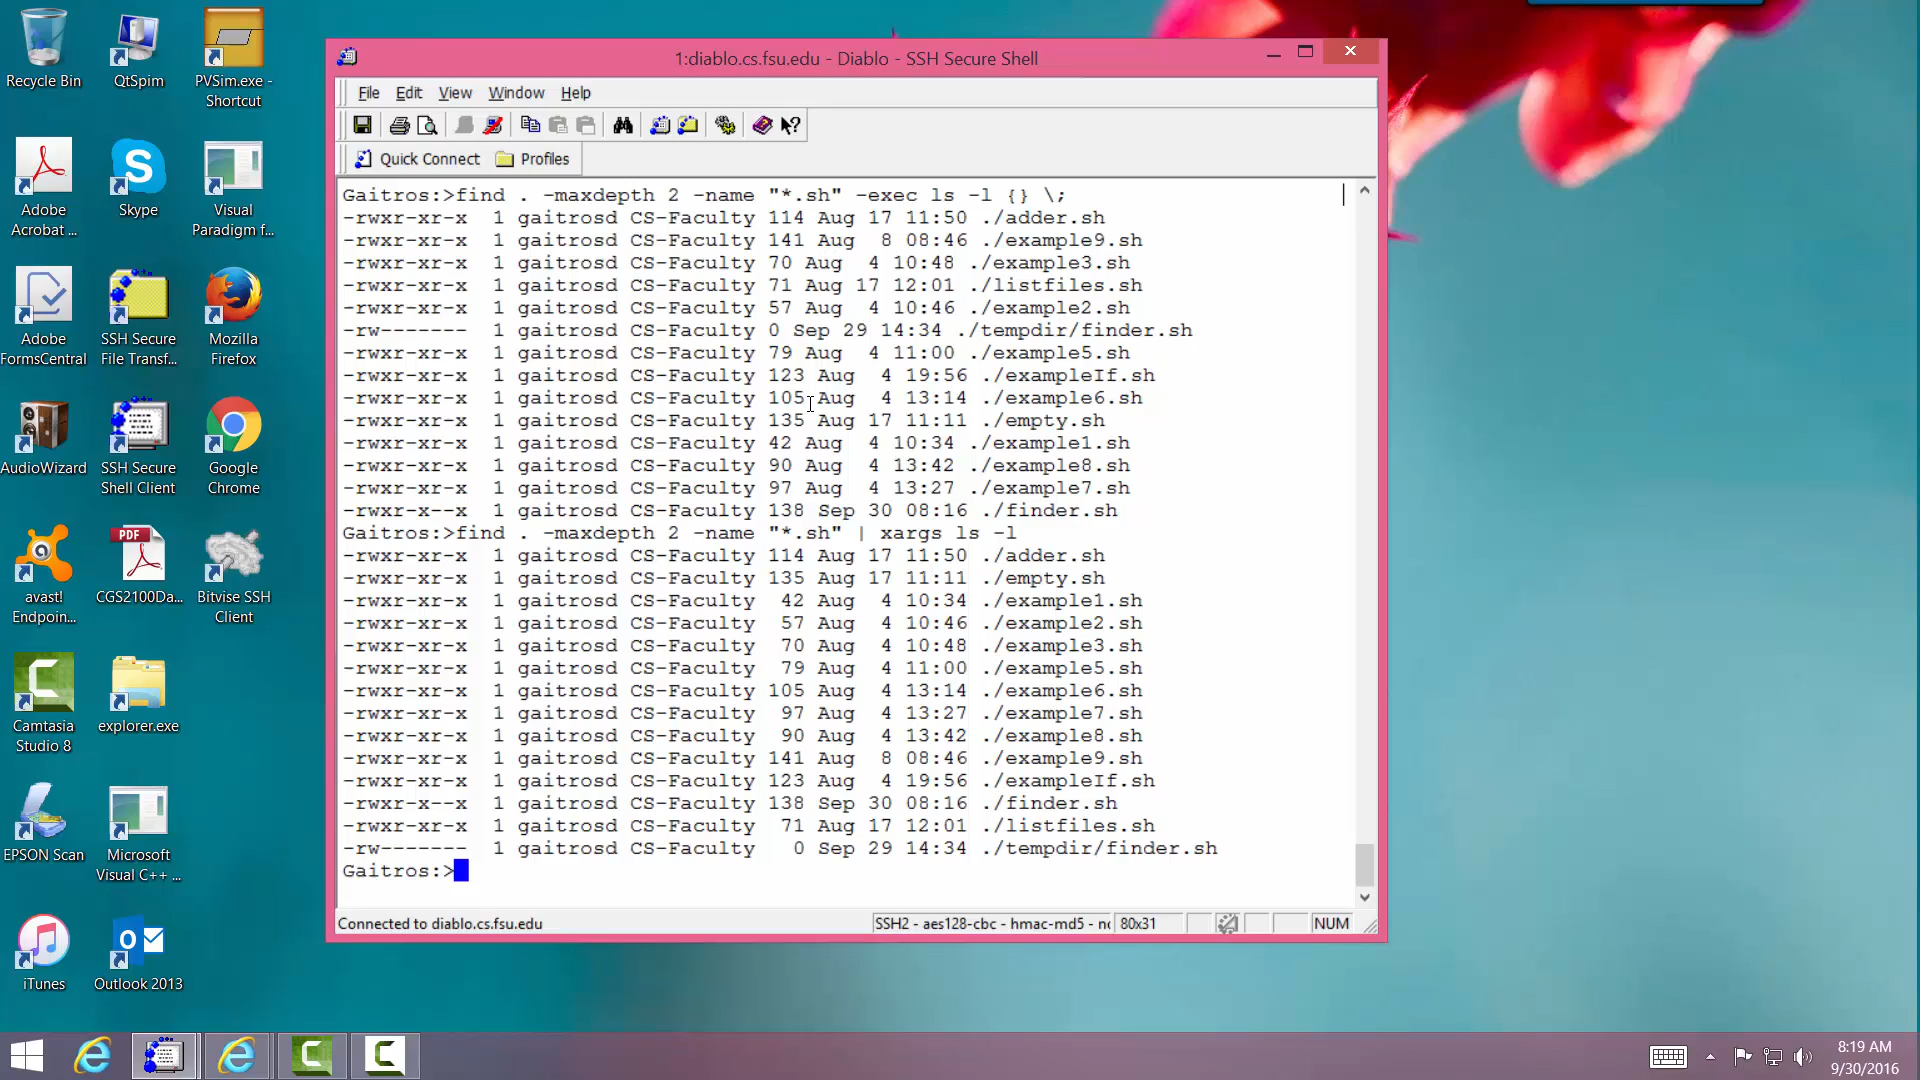 Recycle Bin
QtSpim
PVSim.exe -
Shortcut
Adobe
Acrobat ...
Skype
Visual
Paradigm f...
Adobe
FormsCentral
SSH Secure
File Transf...
Mozilla
Firefox
AudioWizard
SSH Secure
Shell Client
Google
Chrome
avast!
Endpoin...
PDF
CGS2100Da...
Bitvise SSH
Client
Camtasia
Studio 8
explorer.exe
EPSON Scan
Microsoft
Visual C++ ...
iTunes
Outlook 2013
1:diablo.cs.fsu.edu - Diablo - SSH Secure Shell
File Edit View Window Help
Quick Connect Profiles
Gaitros:>find . -maxdepth 2 -name "*.sh" -exec ls -l {} \;
-rwxr-xr-x 1 gaitrosd CS-Faculty 114 Aug 17 11:50 ./adder.sh
-rwxr-xr-x 1 gaitrosd CS-Faculty 141 Aug 8 08:46 ./example9.sh
-rwxr-xr-x 1 gaitrosd CS-Faculty 70 Aug 4 10:48 ./example3.sh
-rwxr-xr-x 1 gaitrosd CS-Faculty 71 Aug 17 12:01 ./listfiles.sh
-rwxr-xr-x 1 gaitrosd CS-Faculty 57 Aug 4 10:46 ./example2.sh
-rw------- 1 gaitrosd CS-Faculty 0 Sep 29 14:34 ./tempdir/finder.sh
-rwxr-xr-x 1 gaitrosd CS-Faculty 79 Aug 4 11:00 ./example5.sh
-rwxr-xr-x 1 gaitrosd CS-Faculty 123 Aug 4 19:56 ./exampleIf.sh
-rwxr-xr-x 1 gaitrosd CS-Faculty 105 Aug 4 13:14 ./example6.sh
-rwxr-xr-x 1 gaitrosd CS-Faculty 135 Aug 17 11:11 ./empty.sh
-rwxr-xr-x 1 gaitrosd CS-Faculty 42 Aug 4 10:34 ./example1.sh
-rwxr-xr-x 1 gaitrosd CS-Faculty 90 Aug 4 13:42 ./example8.sh
-rwxr-xr-x 1 gaitrosd CS-Faculty 97 Aug 4 13:27 ./example7.sh
-rwxr-x--x 1 gaitrosd CS-Faculty 138 Sep 30 08:16 ./finder.sh
Gaitros:>find . -maxdepth 2 -name "*.sh" | xargs ls -l
-rwxr-xr-x 1 gaitrosd CS-Faculty 114 Aug 17 11:50 ./adder.sh
-rwxr-xr-x 1 gaitrosd CS-Faculty 135 Aug 17 11:11 ./empty.sh
-rwxr-xr-x 1 gaitrosd CS-Faculty 42 Aug 4 10:34 ./example1.sh
-rwxr-xr-x 1 gaitrosd CS-Faculty 57 Aug 4 10:46 ./example2.sh
-rwxr-xr-x 1 gaitrosd CS-Faculty 70 Aug 4 10:48 ./example3.sh
-rwxr-xr-x 1 gaitrosd CS-Faculty 79 Aug 4 11:00 ./example5.sh
-rwxr-xr-x 1 gaitrosd CS-Faculty 105 Aug 4 13:14 ./example6.sh
-rwxr-xr-x 1 gaitrosd CS-Faculty 97 Aug 4 13:27 ./example7.sh
-rwxr-xr-x 1 gaitrosd CS-Faculty 90 Aug 4 13:42 ./example8.sh
-rwxr-xr-x 1 gaitrosd CS-Faculty 141 Aug 8 08:46 ./example9.sh
-rwxr-xr-x 1 gaitrosd CS-Faculty 123 Aug 4 19:56 ./exampleIf.sh
-rwxr-x--x 1 gaitrosd CS-Faculty 138 Sep 30 08:16 ./finder.sh
-rwxr-xr-x 1 gaitrosd CS-Faculty 71 Aug 17 12:01 ./listfiles.sh
-rw------- 1 gaitrosd CS-Faculty 0 Sep 29 14:34 ./tempdir/finder.sh
Gaitros:>
Connected to diablo.cs.fsu.edu
SSH2 - aes128-cbc - hmac-md5 - 80x31 NUM
8:19 AM
9/30/2016